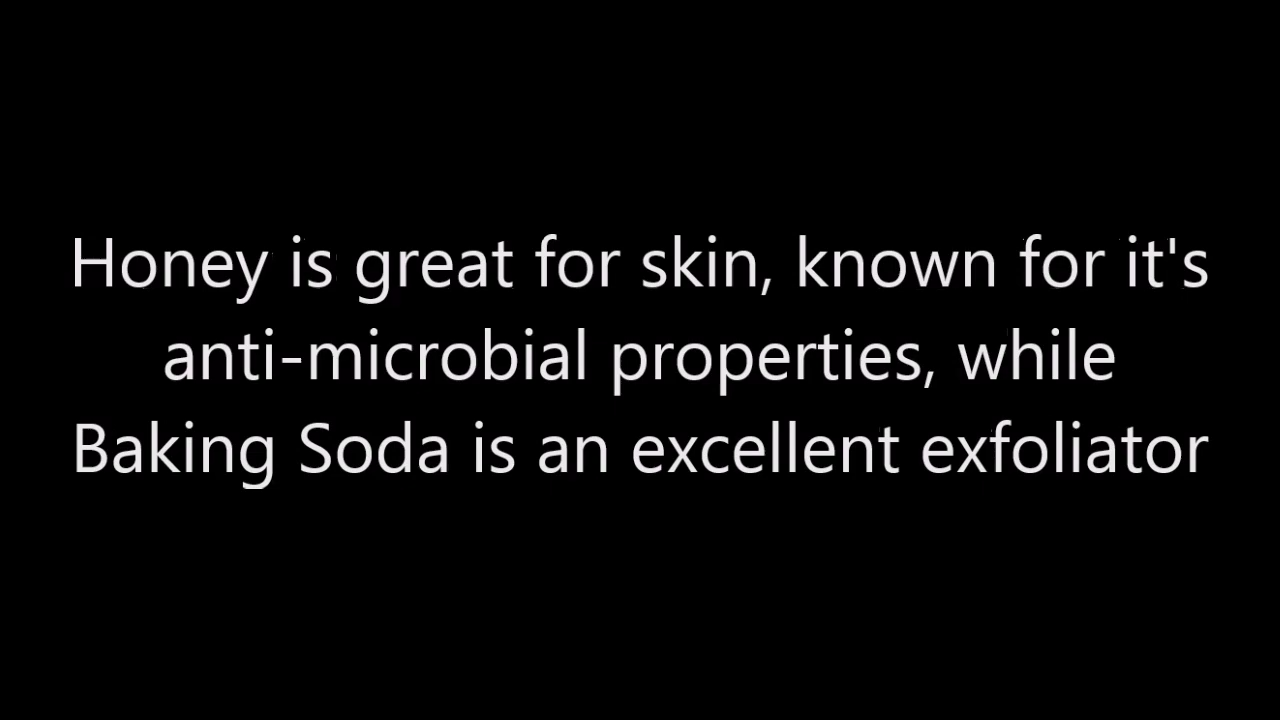 Honey is great for skin, known for it's
anti-microbial properties, while
Baking Soda is an excellent exfoliator